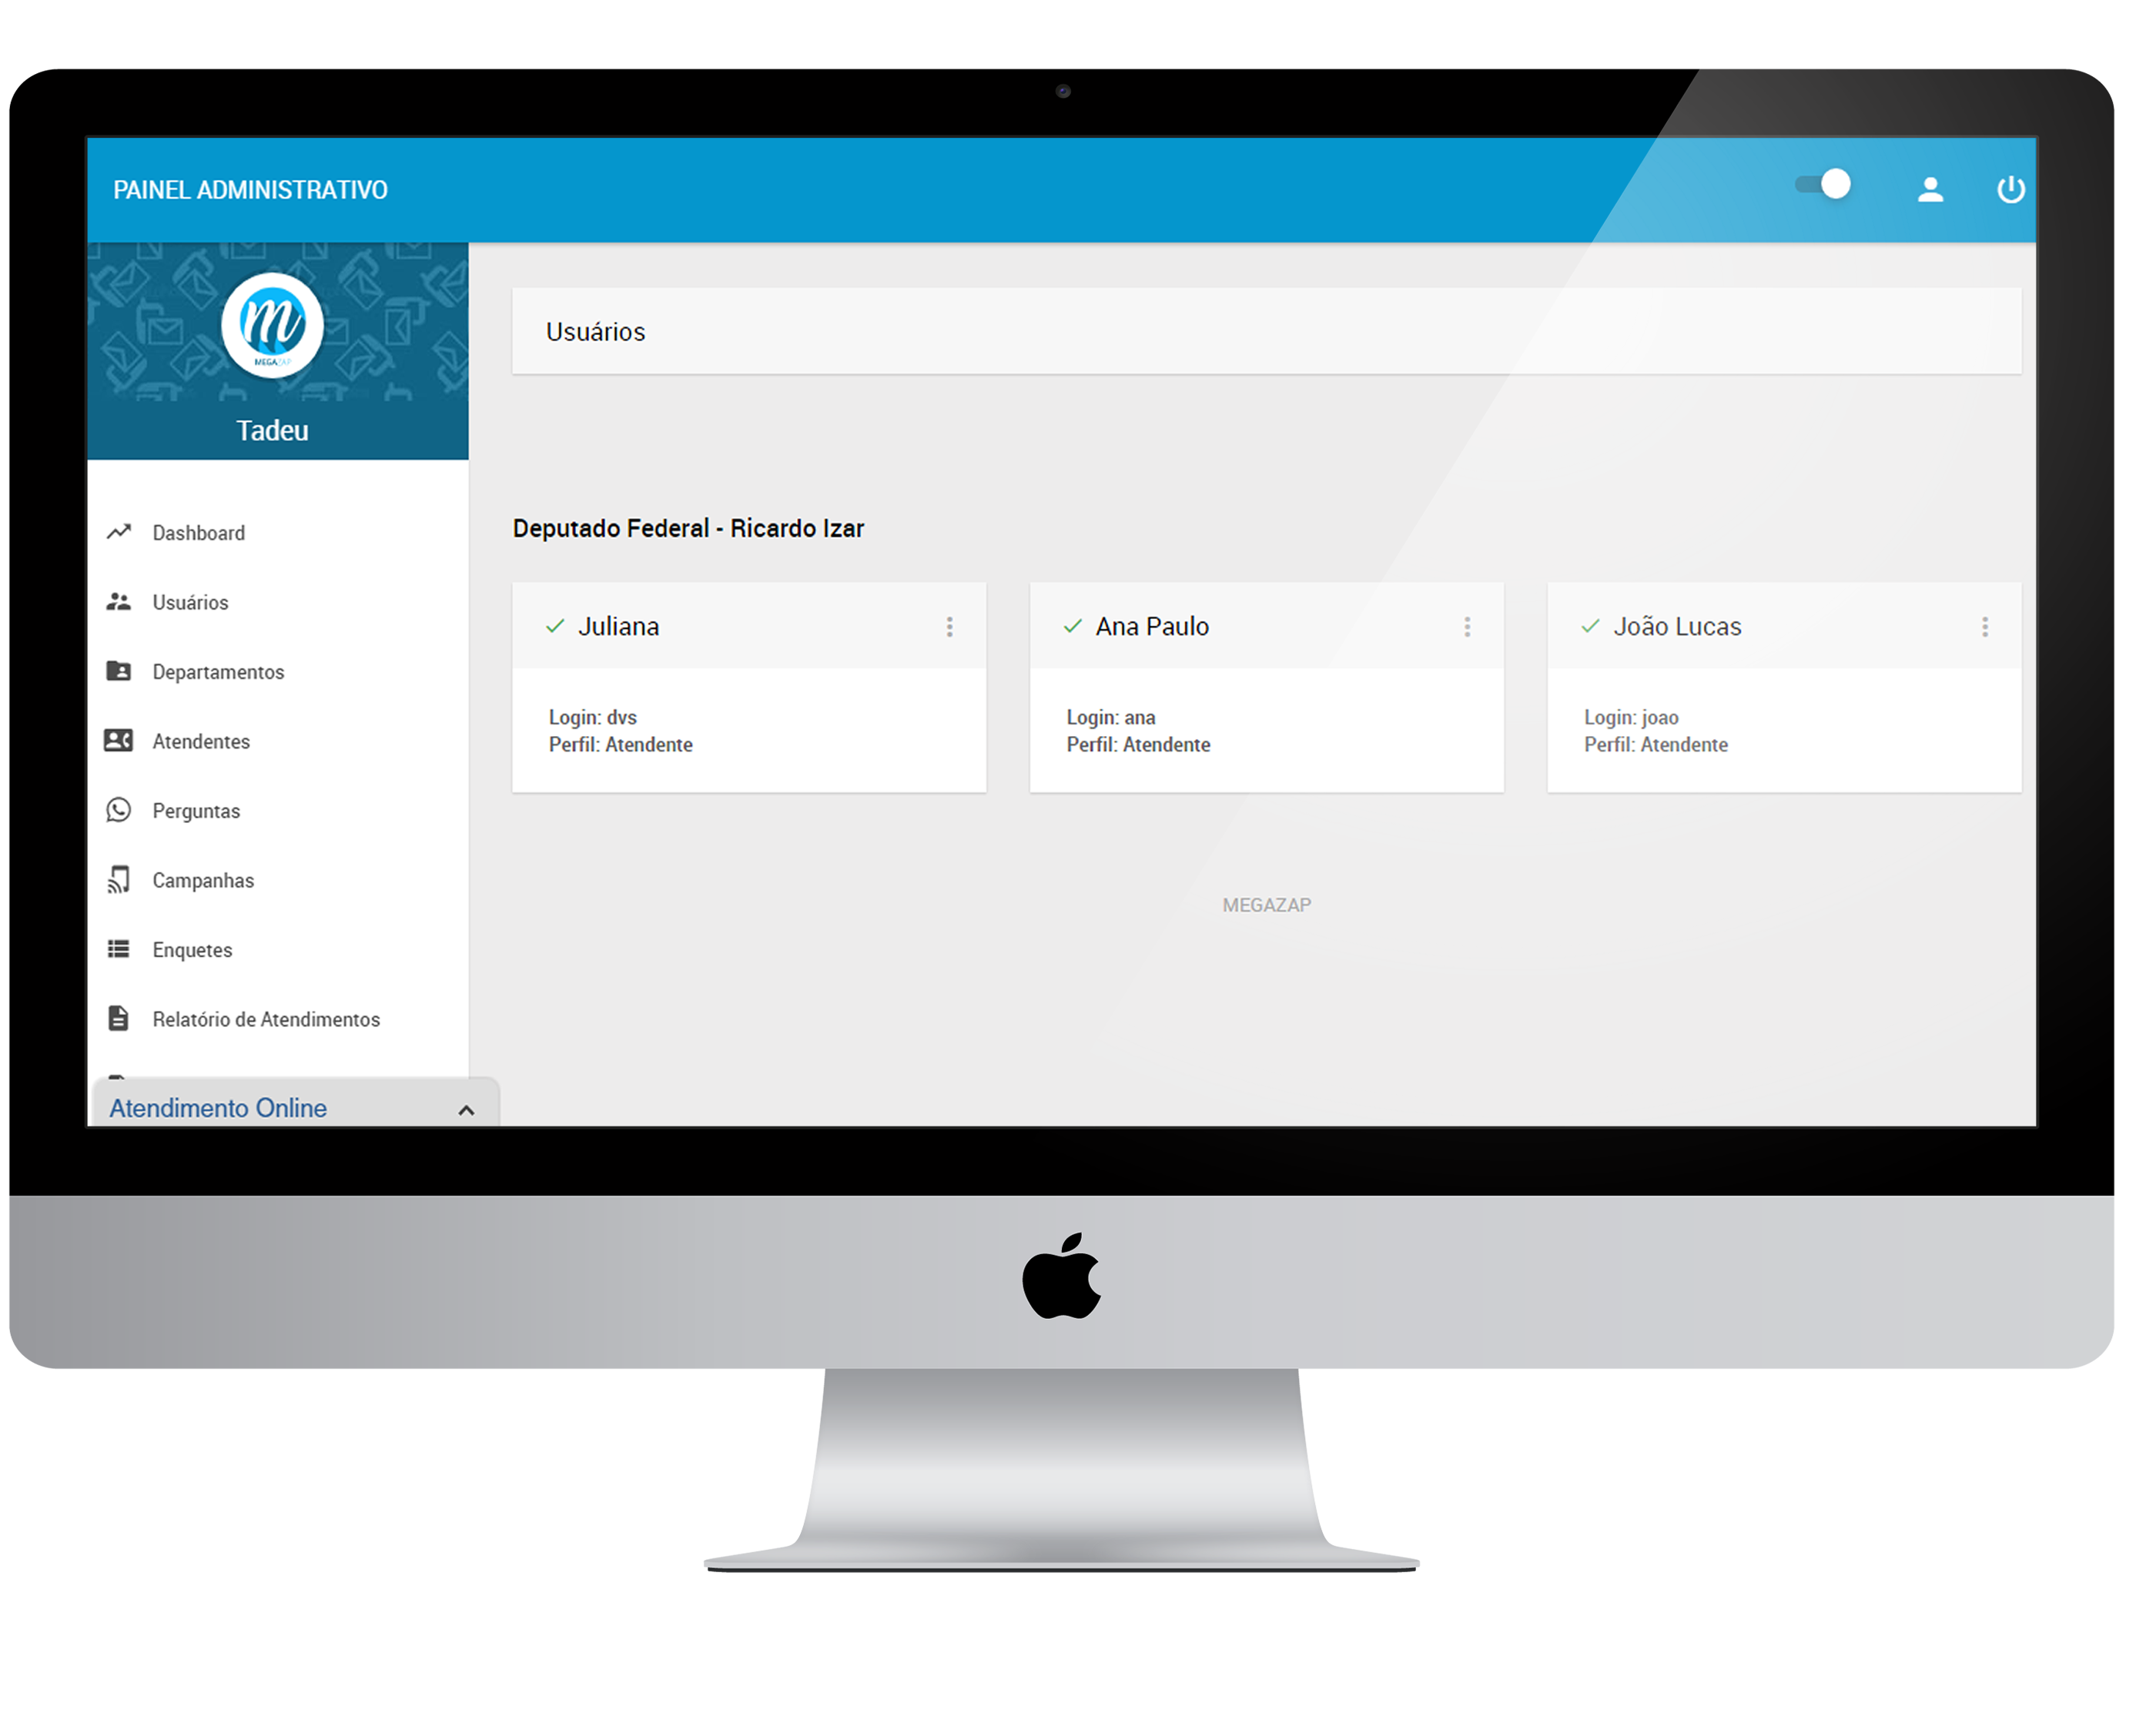 PAINEL ADMINISTRATIVO
MEGAZAP
Tadeu
Dashboard
Usuários
Departamentos
Atendentes
Perguntas
Campanhas
Enquetes
Relatório de Atendimentos
Atendimento Online
Usuários
Deputado Federal - Ricardo Izar
Juliana
Login: dvs
Perfil: Atendente
Ana Paulo
Login: ana
Perfil: Atendente
João Lucas
Login: joao
Perfil: Atendente
MEGAZAP